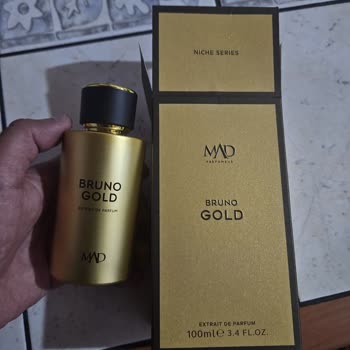 BRUNO
GOLD
EXTRAIT DE PARFUM
MAD
NICHE SERIES
MAD
PARFUMEUR
BRUNO
GOLD
EXTRAIT DE PARFUM
100ml e 3.4 FL.OZ.